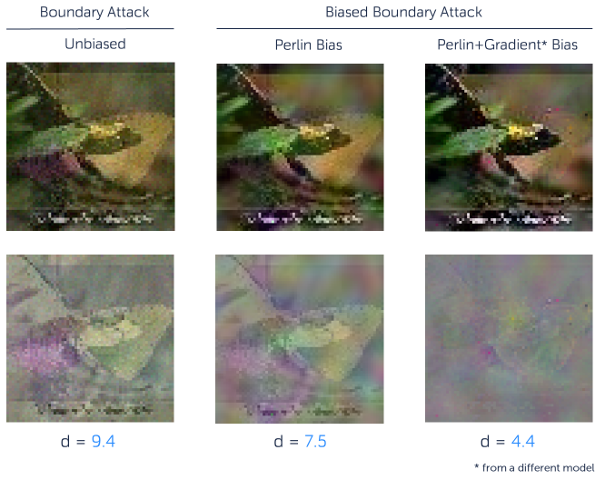 Boundary Attack
Biased Boundary Attack
Unbiased
Perlin Bias
Perlin+Gradient* Bias
d = 9.4
d = 7.5
d = 4.4
* from a different model